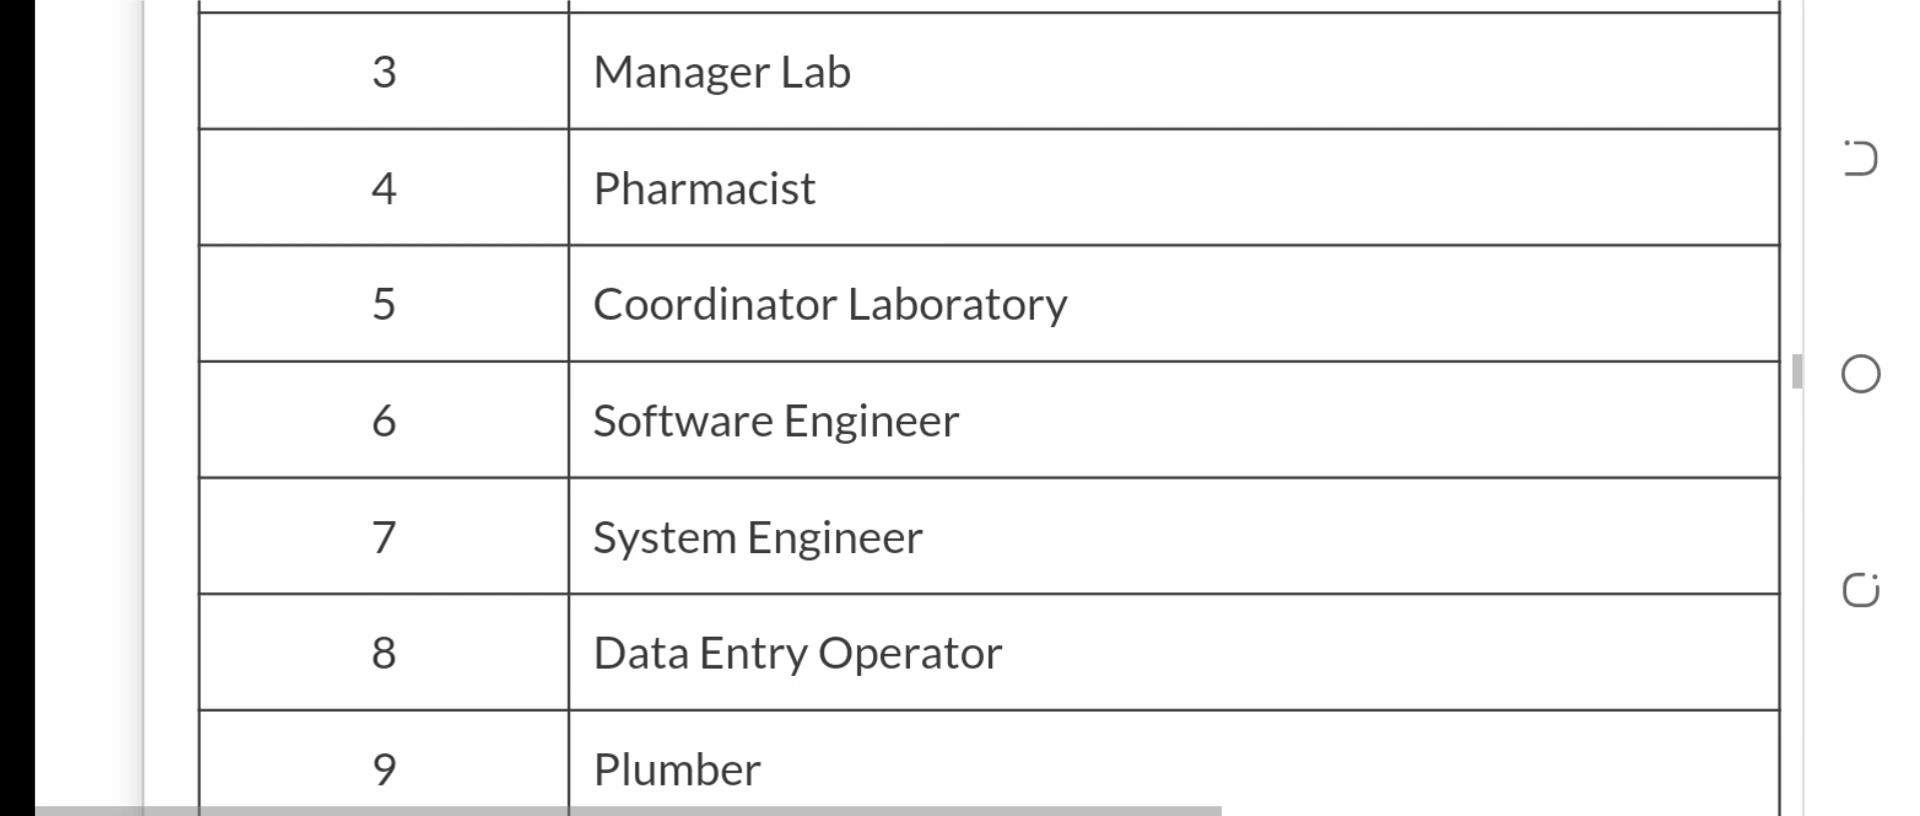 3 Manager Lab
4 Pharmacist
5 Coordinator Laboratory
6 Software Engineer
7 System Engineer
8 Data Entry Operator
9 Plumber